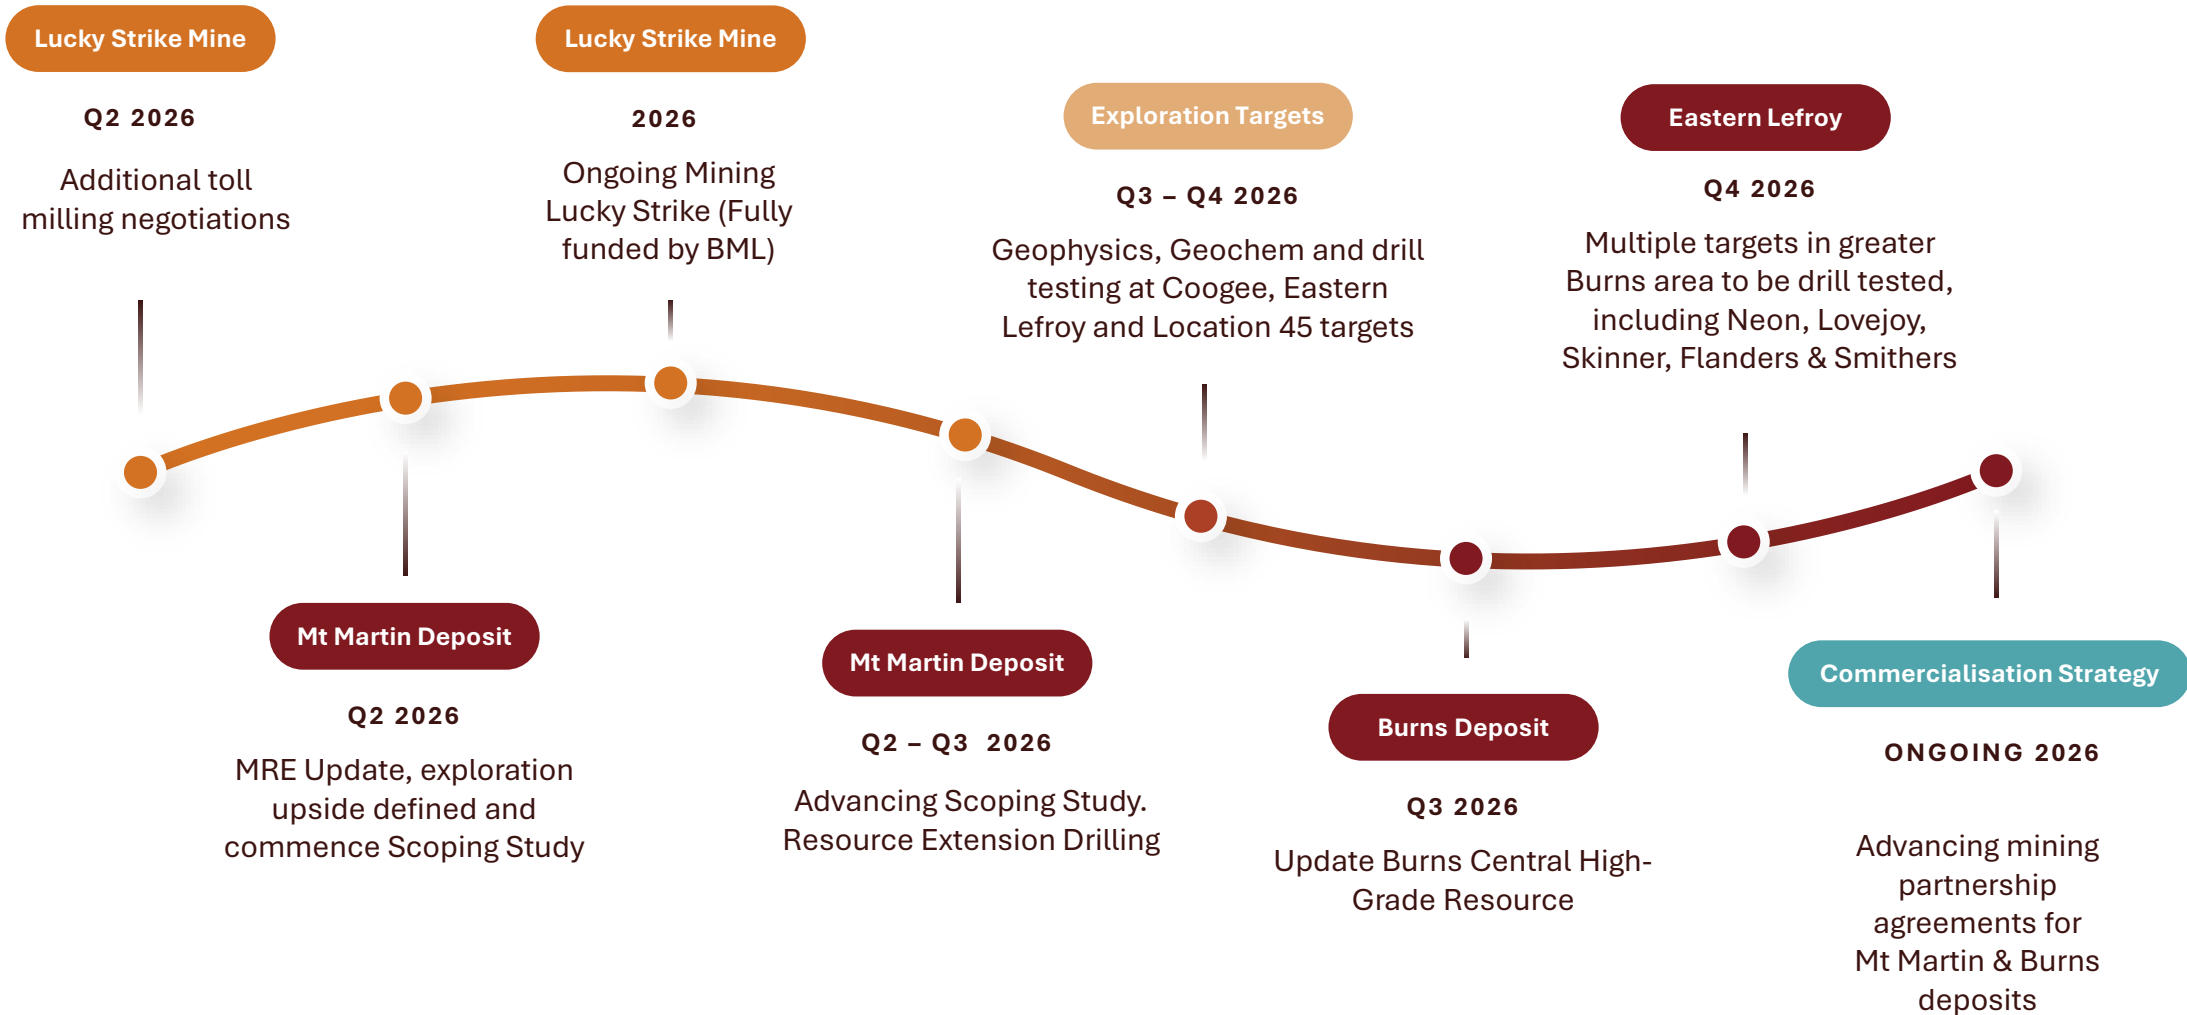 Lucky Strike Mine
Q2 2026
Additional toll
milling negotiations
Mt Martin Deposit
Q2 2026
MRE Update, exploration
upside defined and
commence Scoping Study
Lucky Strike Mine
2026
Ongoing Mining
Lucky Strike (Fully
funded by BML)
Mt Martin Deposit
Q2 – Q3 2026
Advancing Scoping Study.
Resource Extension Drilling
Exploration Targets
Q3 – Q4 2026
Geophysics, Geochem and drill
testing at Coogee, Eastern
Lefroy and Location 45 targets
Burns Deposit
Q3 2026
Update Burns Central High-
Grade Resource
Eastern Lefroy
Q4 2026
Multiple targets in greater
Burns area to be drill tested,
including Neon, Lovejoy,
Skinner, Flanders & Smithers
Commercialisation Strategy
ONGOING 2026
Advancing mining
partnership
agreements for
Mt Martin & Burns
deposits